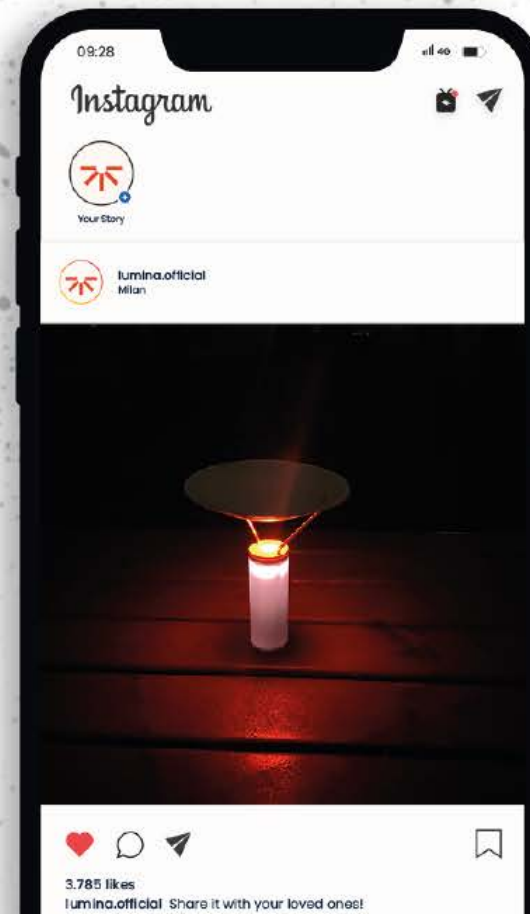 09:28
4G
Instagram
Your Story
lumina.official
Milan
3.785 likes
lumina.official Share it with your loved ones!